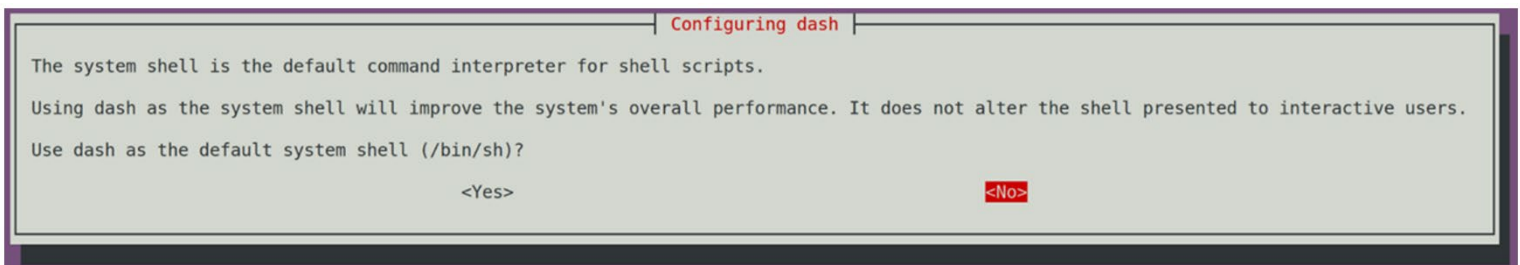 Configuring dash
The system shell is the default command interpreter for shell scripts.
Using dash as the system shell will improve the system's overall performance. It does not alter the shell presented to interactive users.
Use dash as the default system shell (/bin/sh)?
<Yes> <No>